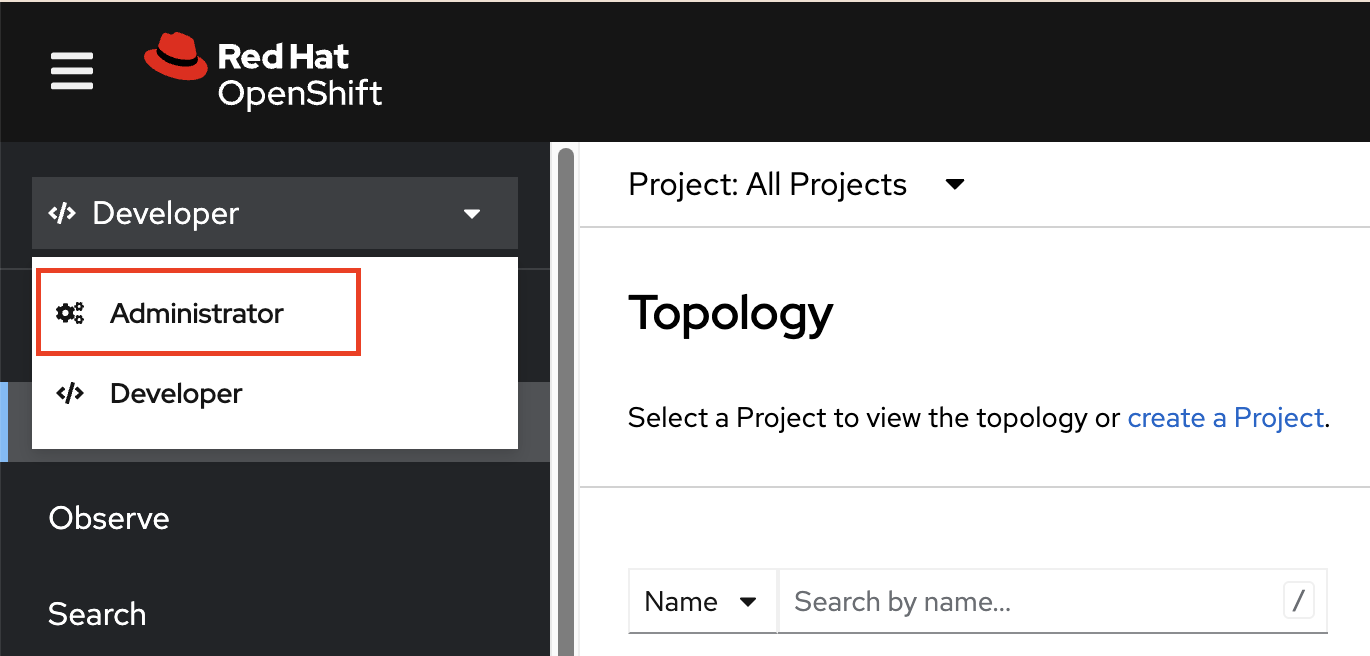 Red Hat
OpenShift
</> Developer
Administrator
</> Developer
Observe
Search
Project: All Projects
Topology
Select a Project to view the topology or create a Project.
Name
Search by name...
/